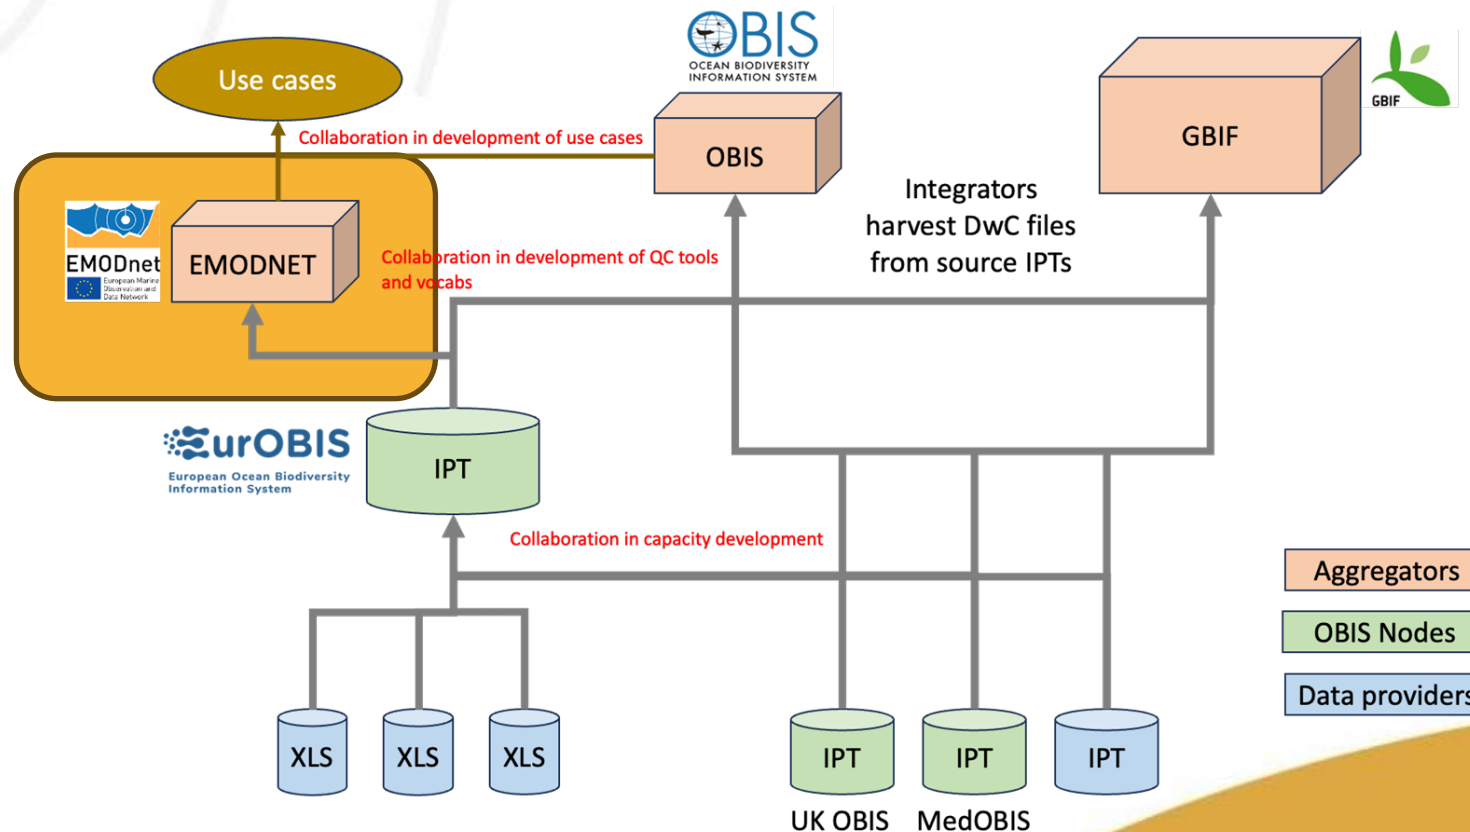 OBIS
OCEAN BIODIVERSITY
INFORMATION SYSTEM
GBIF
Use cases
Collaboration in development of use cases
OBIS
GBIF
Integrators
harvest DwC files
from source IPTs
EMODnet
European Marine
Observation and
Data Network
EMODNET
Collaboration in development of QC tools
and vocabs
EurOBIS
European Ocean Biodiversity
Information System
IPT
Collaboration in capacity development
Aggregators
OBIS Nodes
Data providers
XLS
XLS
XLS
IPT
IPT
IPT
UK OBIS
MedOBIS